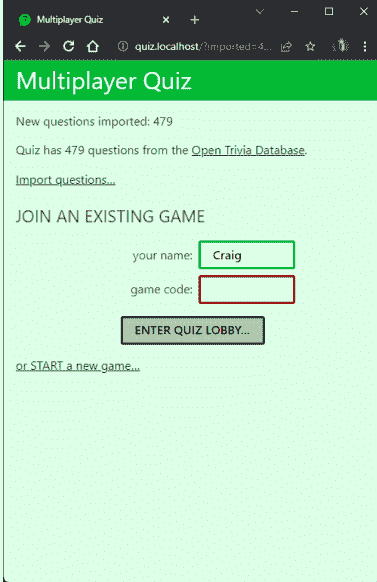 Multiplayer Quiz
quiz.localhost/?imported=4...
Multiplayer Quiz
New questions imported: 479
Quiz has 479 questions from the Open Trivia Database.
Import questions...
JOIN AN EXISTING GAME
your name: Craig
game code:
ENTER QUIZ LOBBY...
or START a new game...